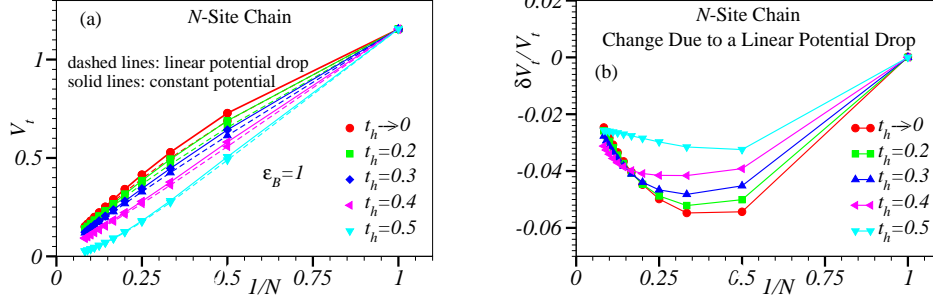 (a)
N-Site Chain
dashed lines: linear potential drop
solid lines: constant potential
ε_B=1
t_h→0
t_h=0.2
t_h=0.3
t_h=0.4
t_h=0.5
V_t
1
0.5
0
0 0.25 0.5 0.75 1
1/N
N-Site Chain
Change Due to a Linear Potential Drop
(b)
t_h→0
t_h=0.2
t_h=0.3
t_h=0.4
t_h=0.5
δV_t/V_t
0.02
0
-0.02
-0.04
-0.06
0 0.25 0.5 0.75 1
1/N